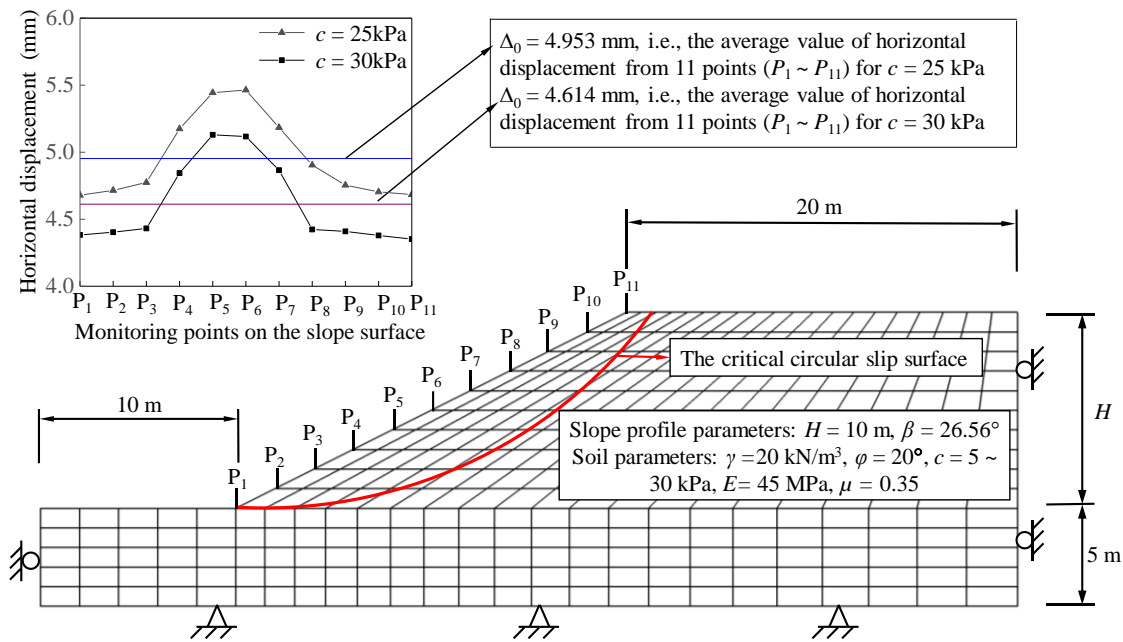 6.0
5.5
5.0
4.5
4.0
Horizontal displacement (mm)
c = 25kPa
c = 30kPa
P1 P2 P3 P4 P5 P6 P7 P8 P9 P10 P11
Monitoring points on the slope surface
Δ0 = 4.953 mm, i.e., the average value of horizontal
displacement from 11 points (P1 ~ P11) for c = 25 kPa
Δ0 = 4.614 mm, i.e., the average value of horizontal
displacement from 11 points (P1 ~ P11) for c = 30 kPa
20 m
P11
P10
P9
P8
P7
P6
P5
P4
P3
P2
P1
The critical circular slip surface
10 m
H
Slope profile parameters: H = 10 m, β = 26.56°
Soil parameters: γ =20 kN/m³, φ = 20°, c = 5 ~
30 kPa, E= 45 MPa, μ = 0.35
5 m